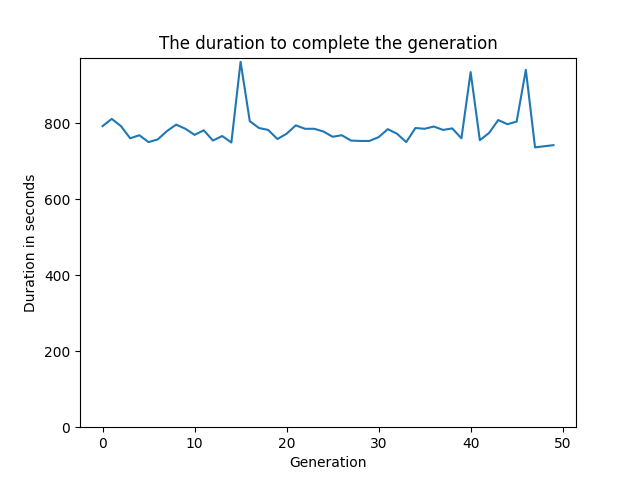 The duration to complete the generation
800
600
400
200
0
Duration in seconds
0 10 20 30 40 50
Generation